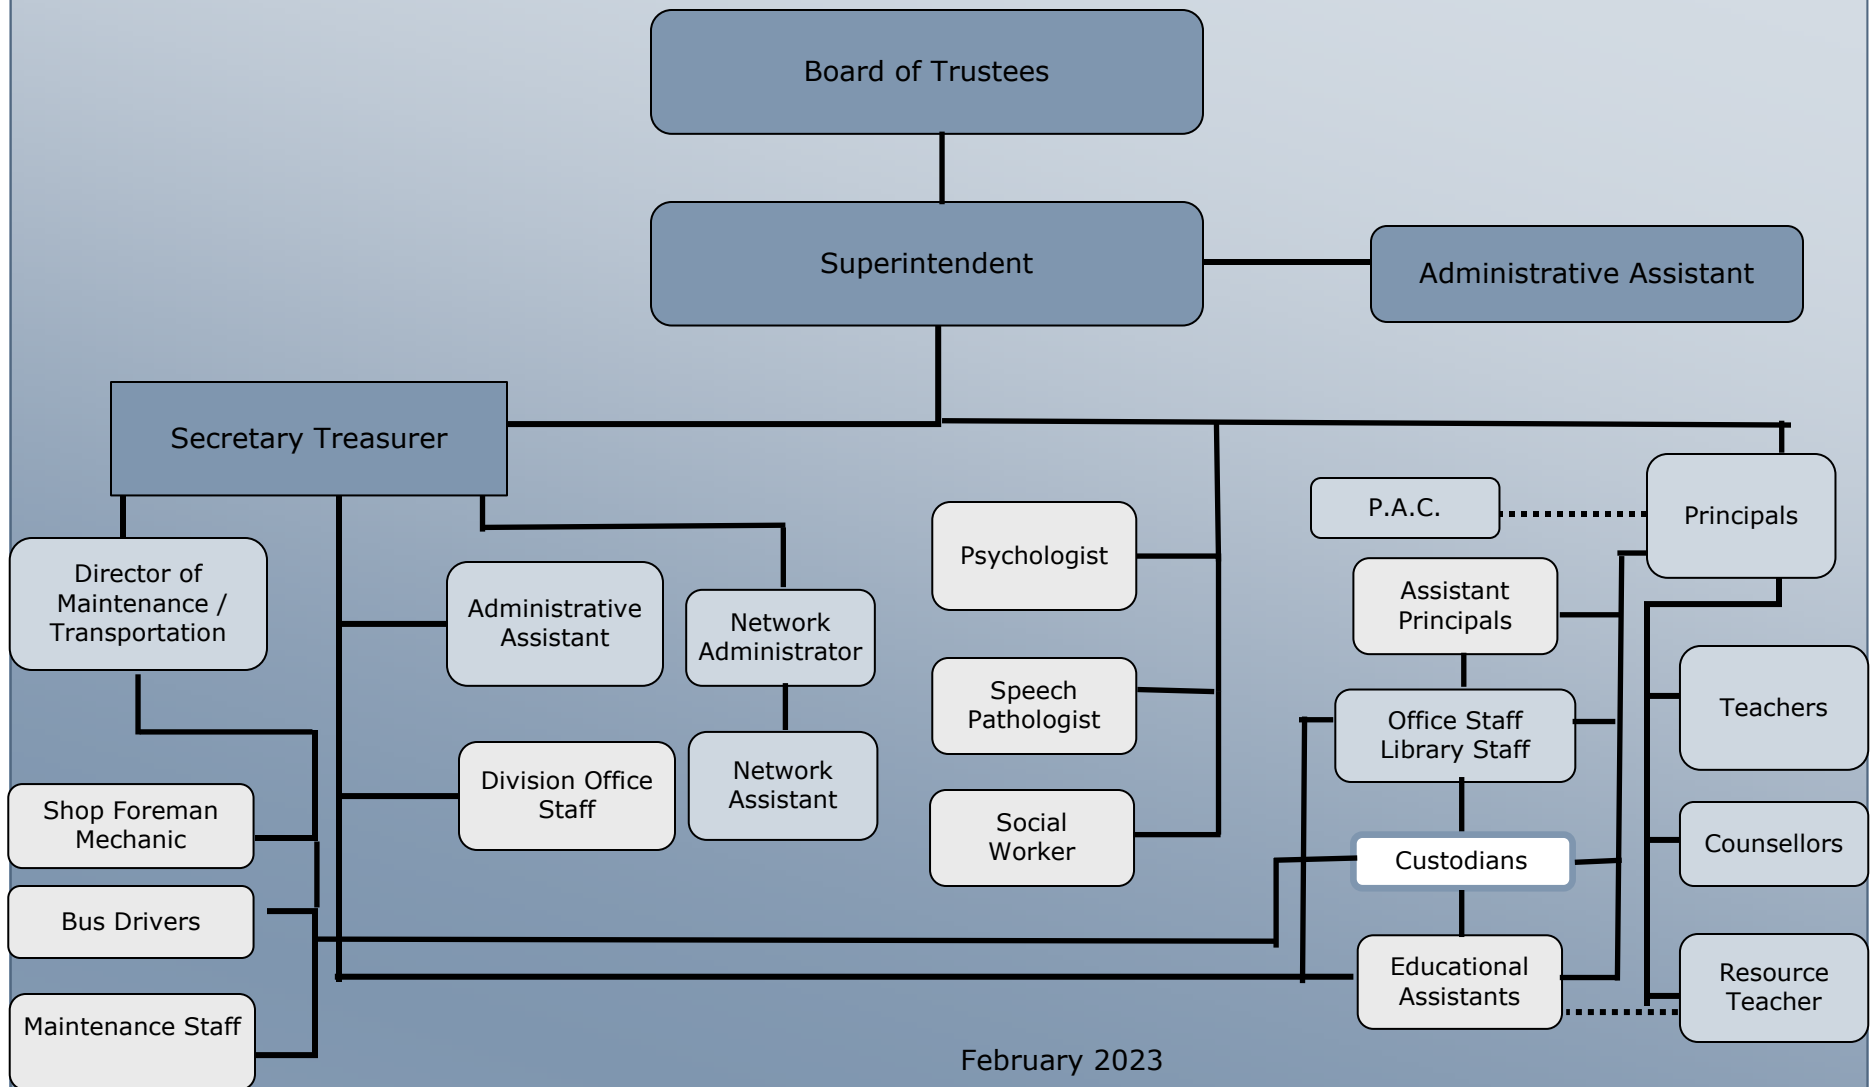 Board of Trustees
Superintendent
Administrative Assistant
Secretary Treasurer
P.A.C.
Principals
Director of
Maintenance /
Transportation
Administrative
Assistant
Network
Administrator
Psychologist
Assistant
Principals
Speech
Pathologist
Office Staff
Library Staff
Teachers
Shop Foreman
Mechanic
Division Office
Staff
Network
Assistant
Social
Worker
Custodians
Counsellors
Bus Drivers
Educational
Assistants
Resource
Teacher
Maintenance Staff
February 2023